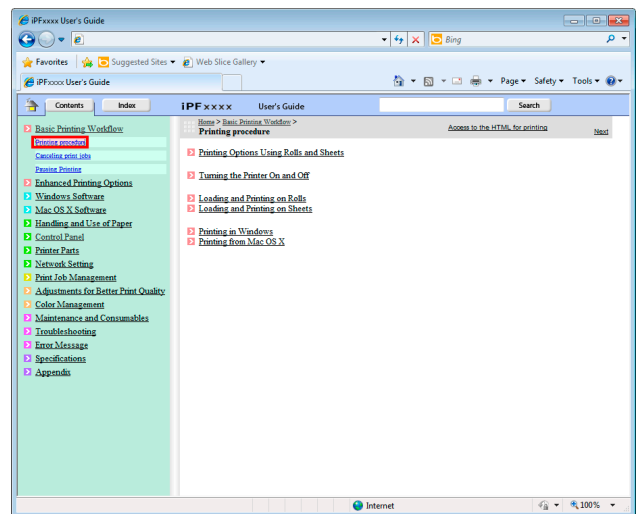 iPFxxxx User's Guide
Bing
Favorites Suggested Sites Web Slice Gallery
iPFxxxx User's Guide
Page Safety Tools
Contents Index iPFxxxx User's Guide Search
Home > Basic Printing Workflow >
Printing procedure
Access to the HTML for printing
Next
Basic Printing Workflow
Printing procedure
Canceling print jobs
Pausing Printing
Enhanced Printing Options
Windows Software
Mac OS X Software
Handling and Use of Paper
Control Panel
Printer Parts
Network Setting
Print Job Management
Adjustments for Better Print Quality
Color Management
Maintenance and Consumables
Troubleshooting
Error Message
Specifications
Appendix
Printing Options Using Rolls and Sheets
Turning the Printer On and Off
Loading and Printing on Rolls
Loading and Printing on Sheets
Printing in Windows
Printing from Mac OS X
Internet
100%